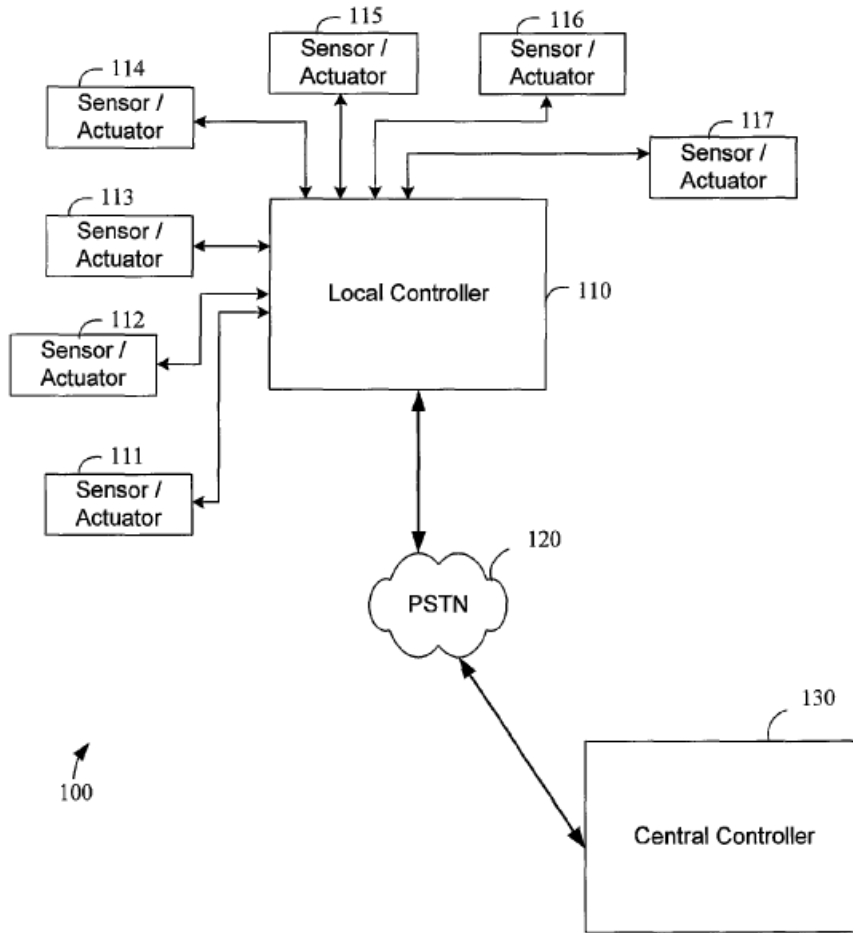 115
Sensor /
Actuator
116
Sensor /
Actuator
114
Sensor /
Actuator
117
Sensor /
Actuator
113
Sensor /
Actuator
Local Controller
110
112
Sensor /
Actuator
111
Sensor /
Actuator
120
PSTN
130
100
Central Controller